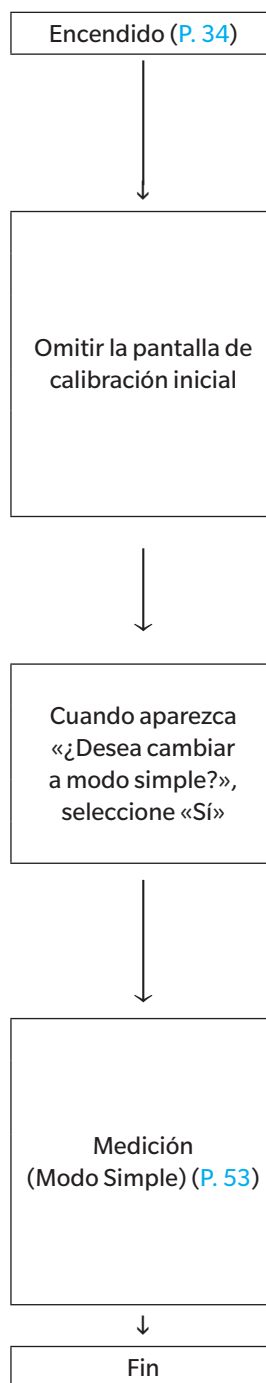 Encendido (P. 34)
Omitir la pantalla de
calibración inicial
Cuando aparezca
«¿Desea cambiar
a modo simple?»,
seleccione «Sí»
Medición
(Modo Simple) (P. 53)
Fin